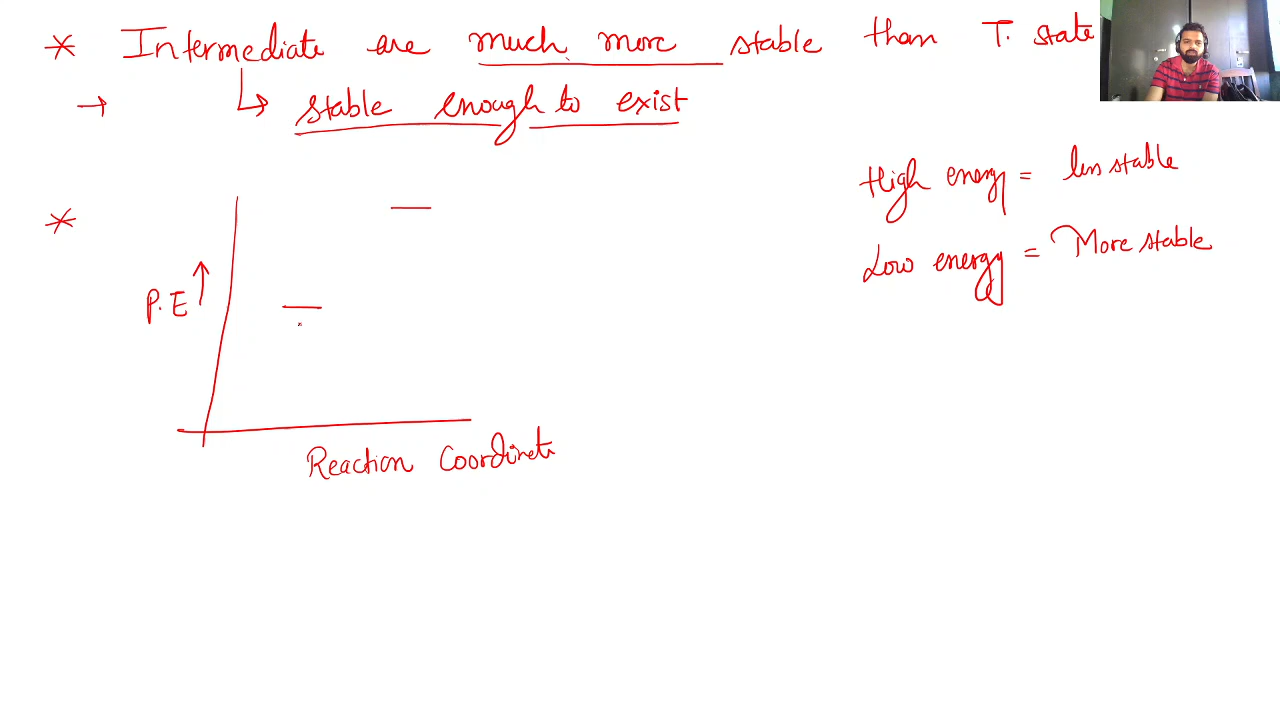 * Intermediate are much more stable than T. state
→ ↳ stable enough to exist
High energy = less stable
*
Low energy = More stable
P.E ↑
Reaction Coordinate